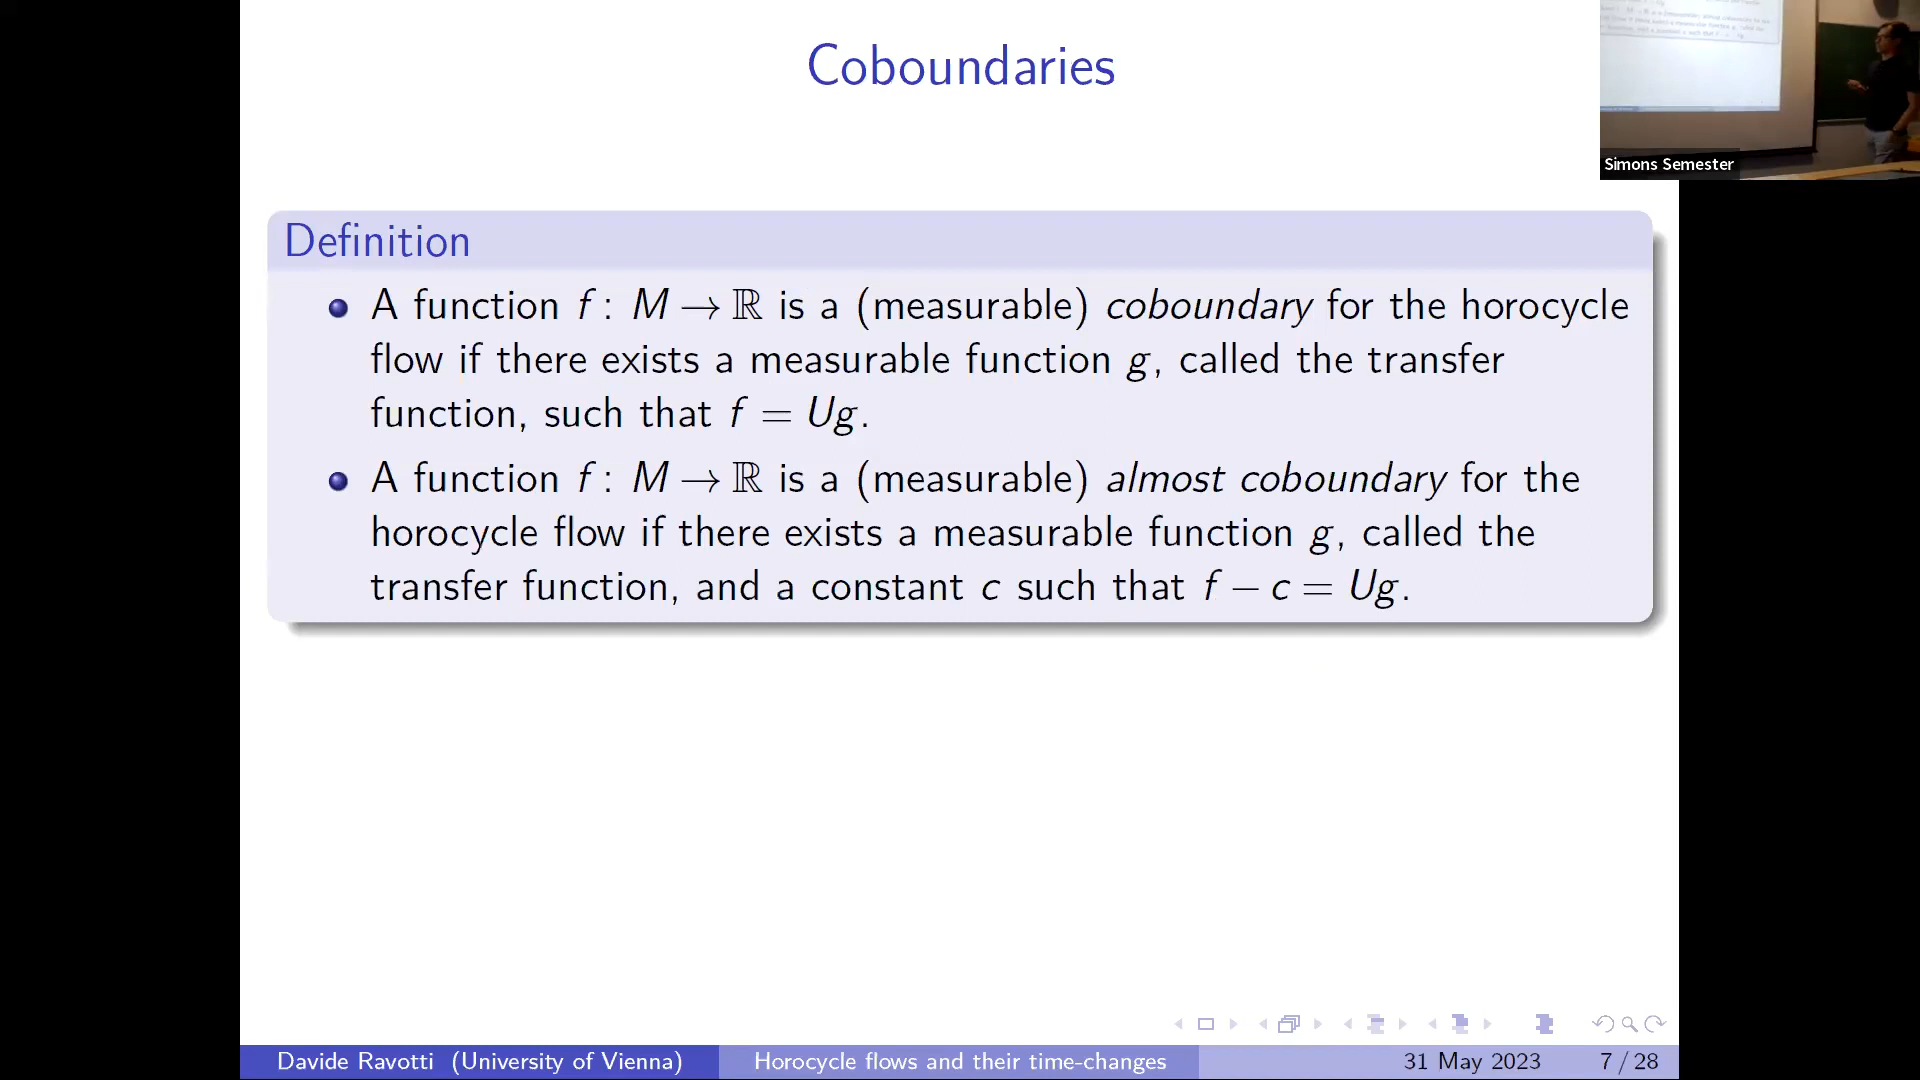 Coboundaries
Simons Semester
Definition
A function f : M → ℝ is a (measurable) coboundary for the horocycle
flow if there exists a measurable function g, called the transfer
function, such that f = Ug.
A function f : M → ℝ is a (measurable) almost coboundary for the
horocycle flow if there exists a measurable function g, called the
transfer function, and a constant c such that f − c = Ug.
Davide Ravotti (University of Vienna)
Horocycle flows and their time-changes
31 May 2023
7 / 28